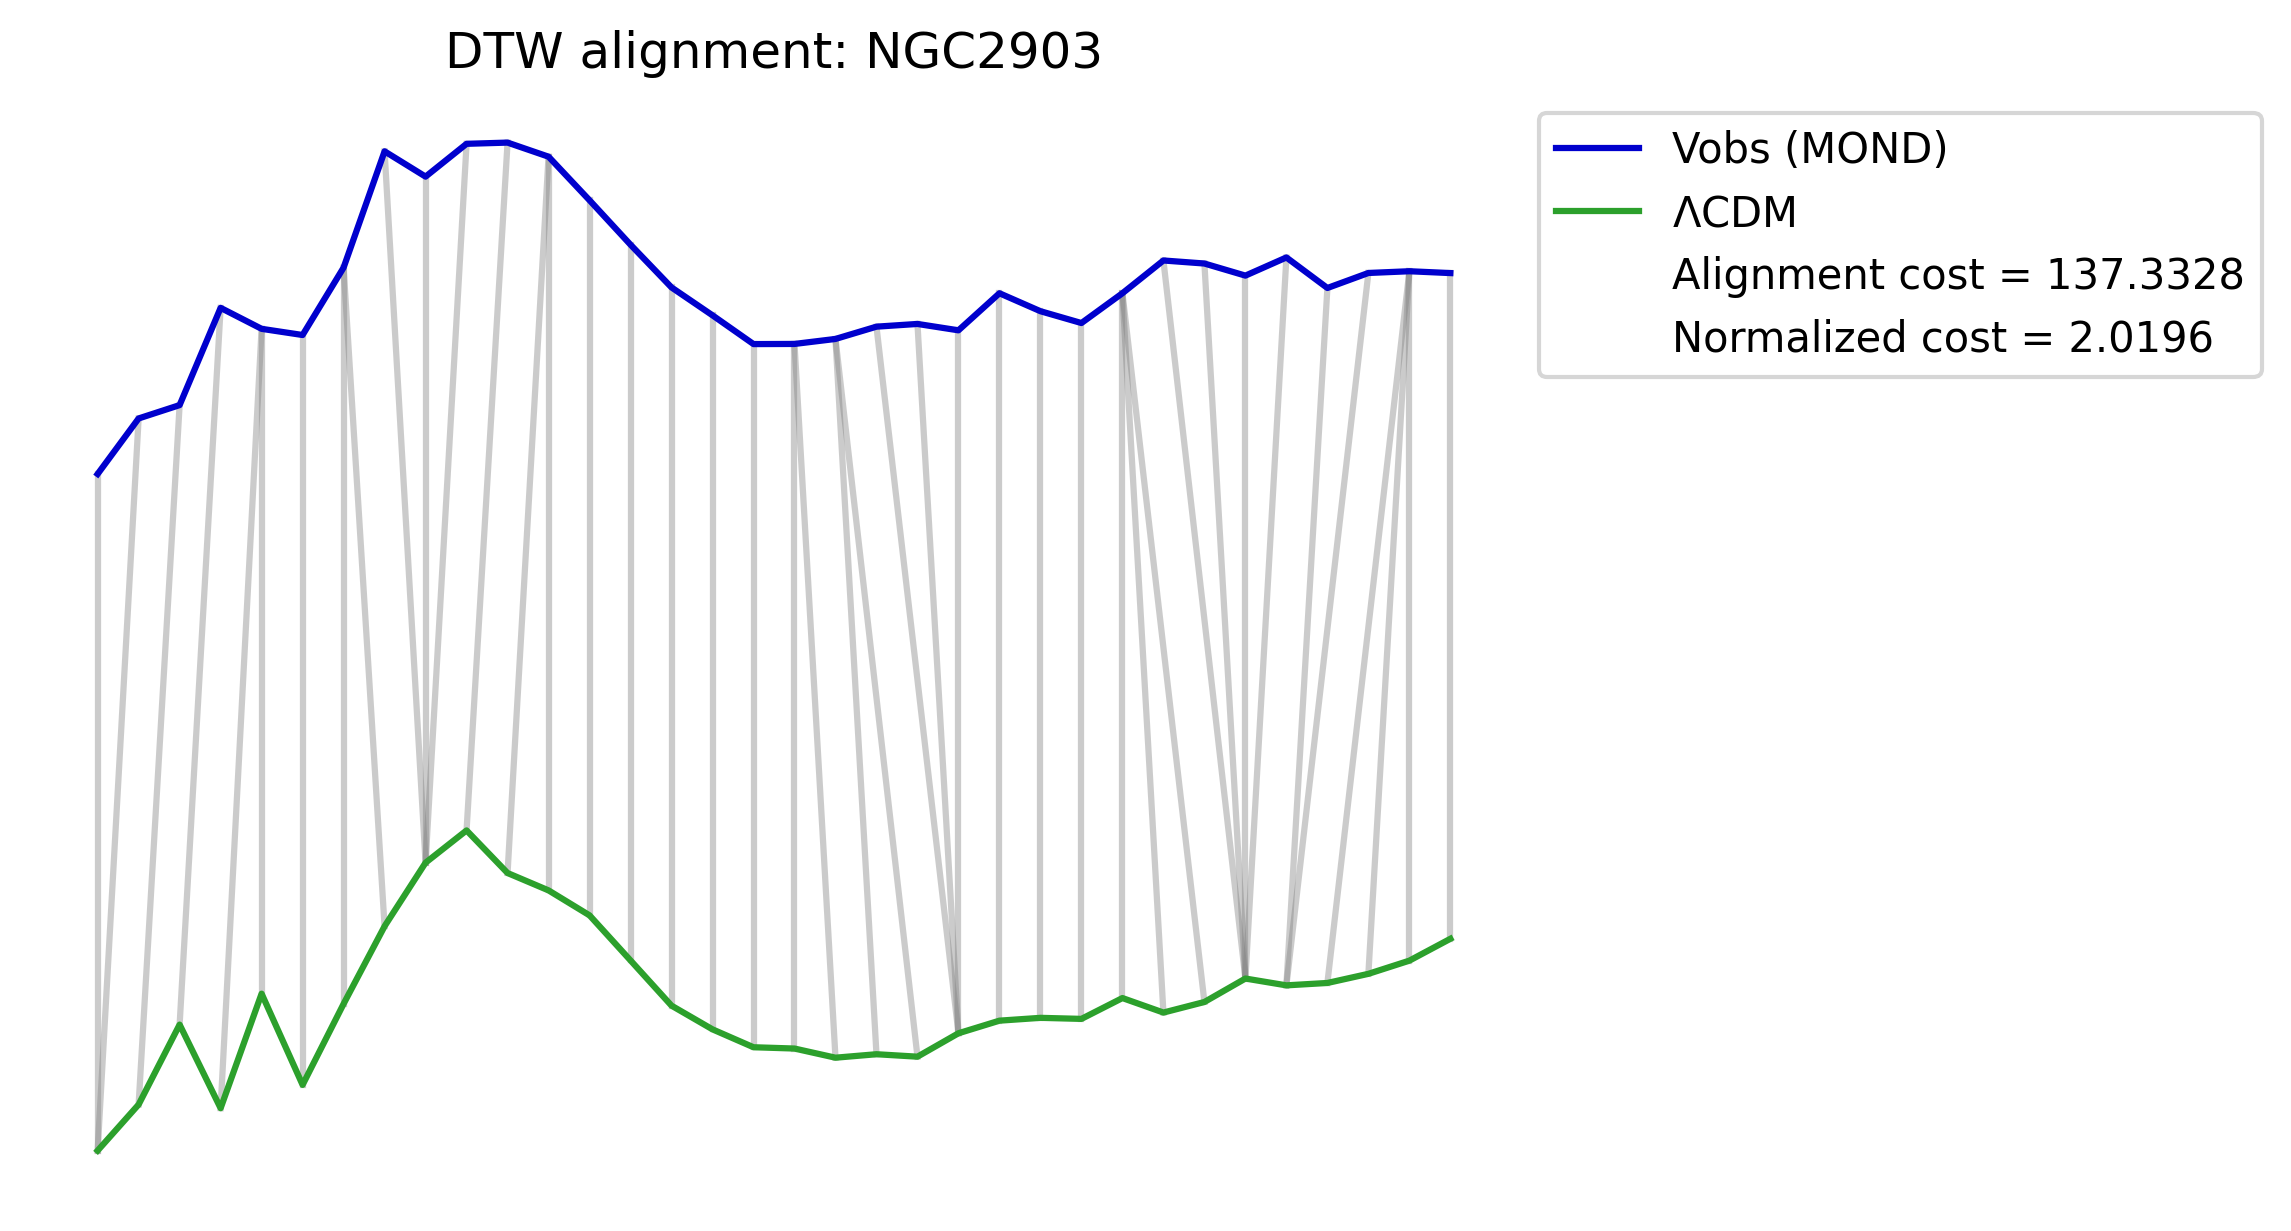 DTW alignment: NGC2903
Vobs (MOND)
ΛCDM
Alignment cost = 137.3328
Normalized cost = 2.0196